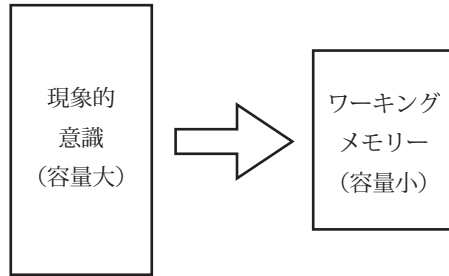 現象的
意識
（容量大）
ワーキング
メモリー
（容量小）